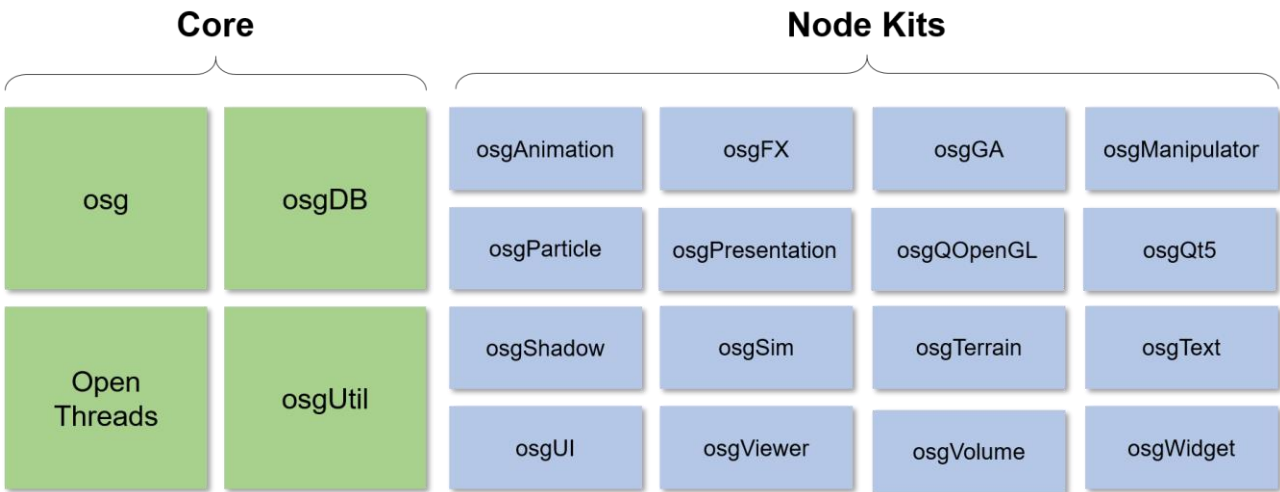 Core
Node Kits
osg
osgDB
Open
Threads
osgUtil
osgAnimation
osgFX
osgGA
osgManipulator
osgParticle
osgPresentation
osgQOpenGL
osgQt5
osgShadow
osgSim
osgTerrain
osgText
osgUI
osgViewer
osgVolume
osgWidget